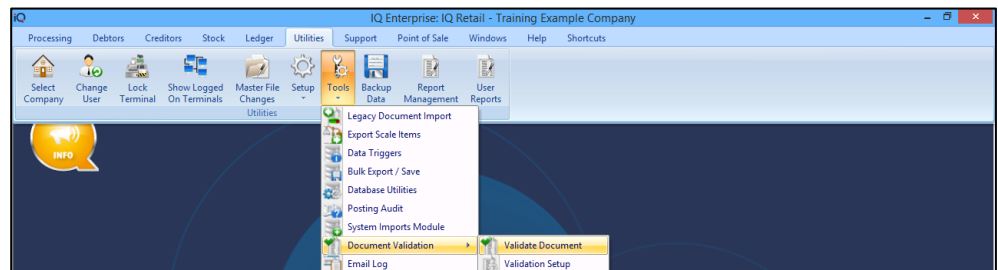 iQ IQ Enterprise: IQ Retail - Training Example Company
Processing Debtors Creditors Stock Ledger Utilities Support Point of Sale Windows Help Shortcuts
Select Company
Change User
Lock Terminal
Show Logged On Terminals
Master File Changes
Setup
Tools
Backup Data
Report Management
User Reports
Utilities
Legacy Document Import
INFO
Export Scale Items
Data Triggers
Bulk Export / Save
Database Utilities
Posting Audit
System Imports Module
Document Validation Validate Document
Email Log Validation Setup